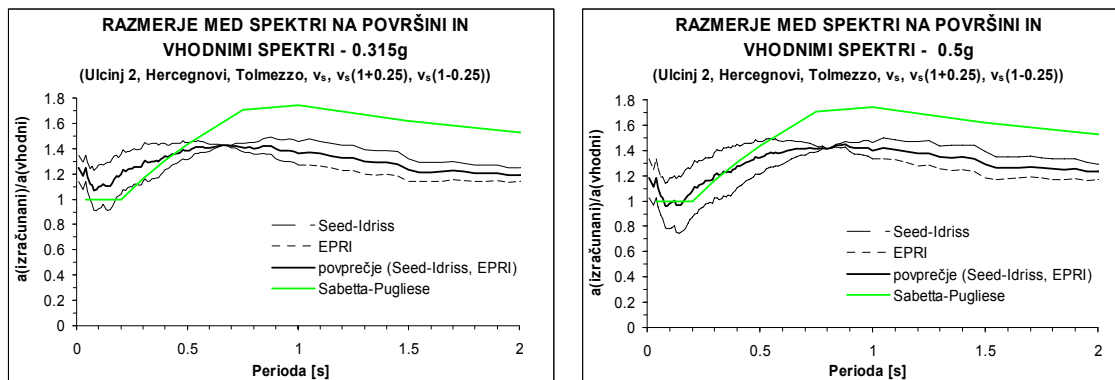 RAZMERJE MED SPEKTRI NA POVRŠINI IN
VHODNIMI SPEKTRI - 0.315g
(Ulcinj 2, Hercegnovi, Tolmezzo, vs, vs(1+0.25), vs(1-0.25))
a(izračunani)/a(vhodni)
1.8
1.6
1.4
1.2
1
0.8
0.6
0.4
0.2
0
0 0.5 1 1.5 2
Perioda [s]
Seed-Idriss
EPRI
povprečje (Seed-Idriss, EPRI)
Sabetta-Pugliese
RAZMERJE MED SPEKTRI NA POVRŠINI IN
VHODNIMI SPEKTRI - 0.5g
(Ulcinj 2, Hercegnovi, Tolmezzo, vs, vs(1+0.25), vs(1-0.25))
a(izračunani)/a(vhodni)
1.8
1.6
1.4
1.2
1
0.8
0.6
0.4
0.2
0
0 0.5 1 1.5 2
Perioda [s]
Seed-Idriss
EPRI
povprečje (Seed-Idriss, EPRI)
Sabetta-Pugliese